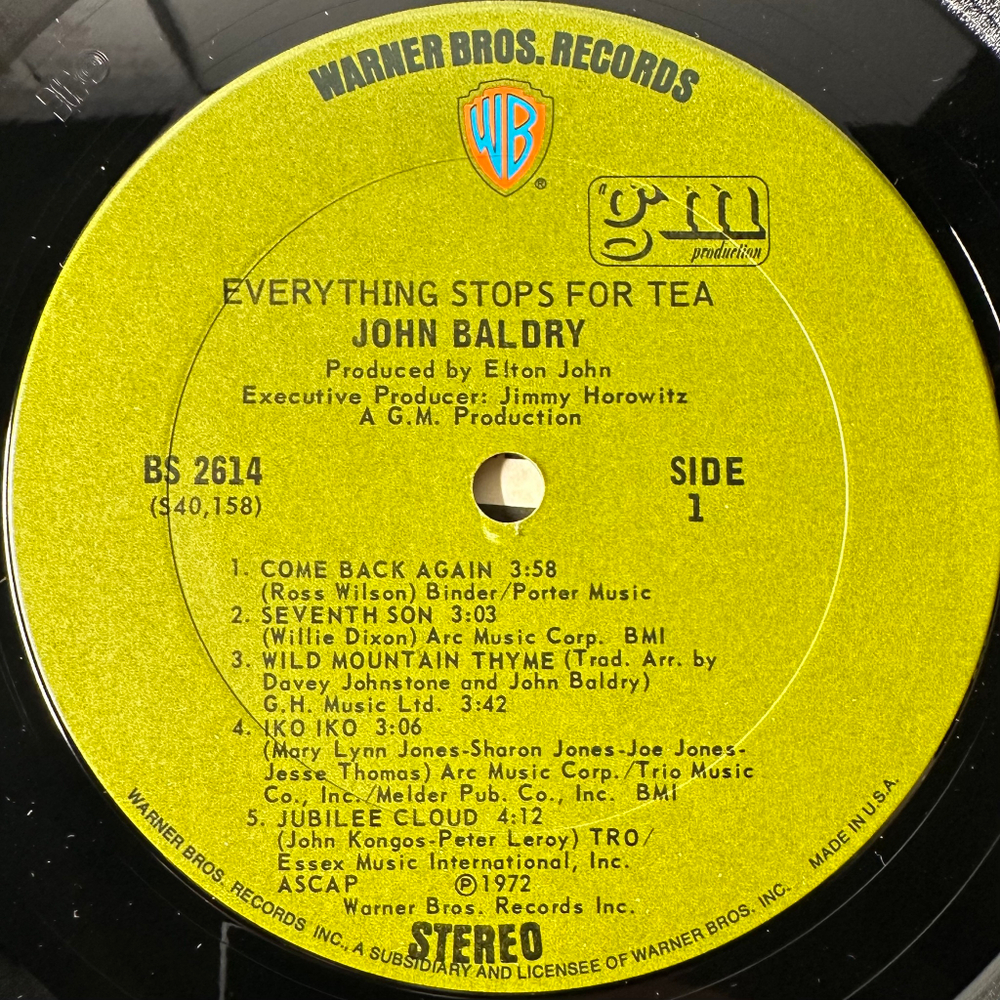 WARNER BROS. RECORDS
WB
®
"gm
production
EVERYTHING STOPS FOR TEA
JOHN BALDRY
Produced by Elton John
Executive Producer: Jimmy Horowitz
A G.M. Production
BS 2614
(S40,158)
SIDE
1
1. COME BACK AGAIN 3:58
(Ross Wilson) Binder/Porter Music
2. SEVENTH SON 3:03
(Willie Dixon) Arc Music Corp. BMI
3. WILD MOUNTAIN THYME (Trad. Arr. by
Davey Johnstone and John Baldry)
G.H. Music Ltd. 3:42
4. IKO IKO 3:06
(Mary Lynn Jones-Sharon Jones-Joe Jones-
Jesse Thomas) Arc Music Corp./Trio Music
Co., Inc./Melder Pub. Co., Inc. BMI
5. JUBILEE CLOUD 4:12
(John Kongos-Peter Leroy) TRO/
Essex Music International, Inc.
ASCAP ℗1972
Warner Bros. Records Inc.
STEREO
WARNER BROS. RECORDS INC., A SUBSIDIARY AND LICENSEE OF WARNER BROS. INC. MADE IN U.S.A.